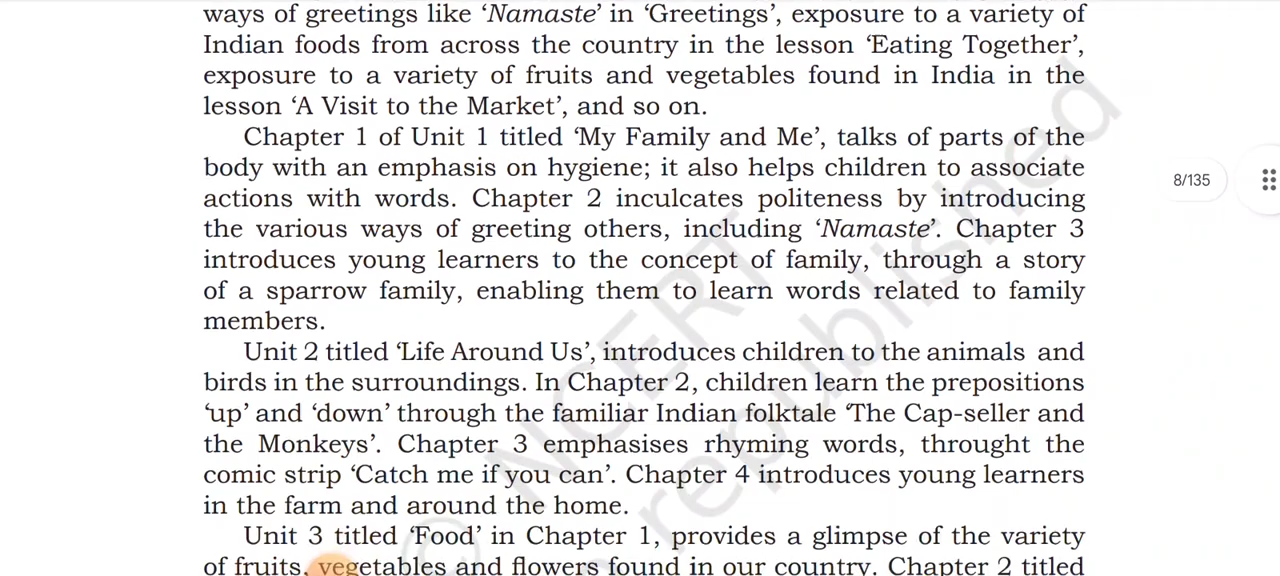 ways of greetings like ‘Namaste’ in ‘Greetings’, exposure to a variety of
Indian foods from across the country in the lesson ‘Eating Together’,
exposure to a variety of fruits and vegetables found in India in the
lesson ‘A Visit to the Market’, and so on.
Chapter 1 of Unit 1 titled ‘My Family and Me’, talks of parts of the
body with an emphasis on hygiene; it also helps children to associate
actions with words. Chapter 2 inculcates politeness by introducing
the various ways of greeting others, including ‘Namaste’. Chapter 3
introduces young learners to the concept of family, through a story
of a sparrow family, enabling them to learn words related to family
members.
Unit 2 titled ‘Life Around Us’, introduces children to the animals and
birds in the surroundings. In Chapter 2, children learn the prepositions
‘up’ and ‘down’ through the familiar Indian folktale ‘The Cap-seller and
the Monkeys’. Chapter 3 emphasises rhyming words, throught the
comic strip ‘Catch me if you can’. Chapter 4 introduces young learners
in the farm and around the home.
Unit 3 titled ‘Food’ in Chapter 1, provides a glimpse of the variety
of fruits, vegetables and flowers found in our country. Chapter 2 titled
8/135
© NCERT
republished